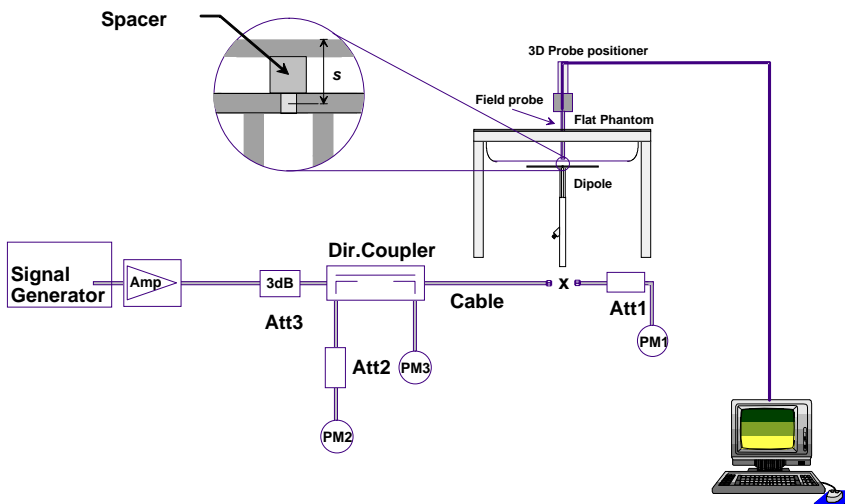 Spacer
s
3D Probe positioner
Field probe
Flat Phantom
Dipole
Signal
Generator
Amp
3dB
Att3
Dir.Coupler
Cable
x
Att1
PM1
Att2
PM3
PM2